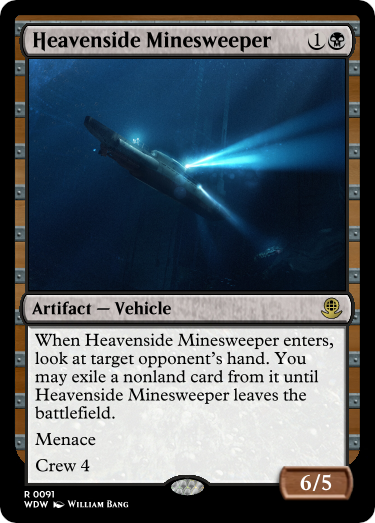 Heavenside Minesweeper 1
Artifact — Vehicle
When Heavenside Minesweeper enters,
look at target opponent's hand. You
may exile a nonland card from it until
Heavenside Minesweeper leaves the
battlefield.
Menace
Crew 4
6/5
R 0091
WDW William Bang